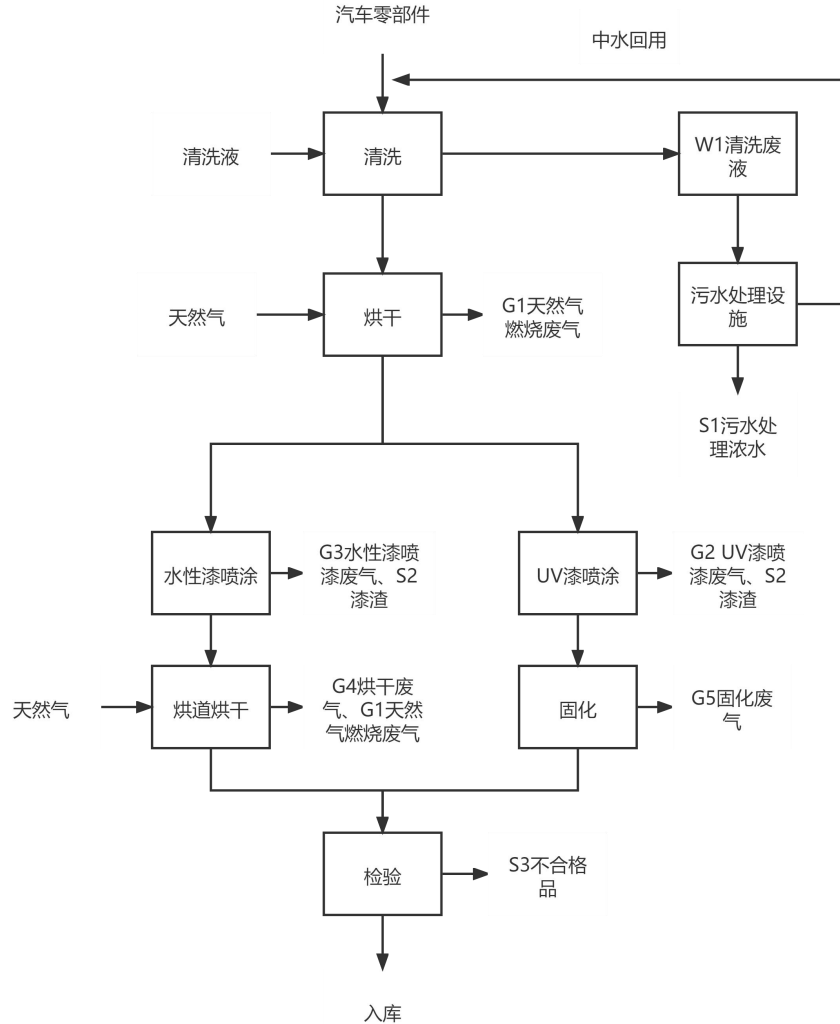 汽车零部件
中水回用
清洗液
清洗
W1清洗废
液
天然气
烘干
G1天然气
燃烧废气
污水处理设
施
S1污水处
理浓水
水性漆喷涂
G3水性漆喷
漆废气、S2
漆渣
UV漆喷涂
G2 UV漆喷
漆废气、S2
漆渣
天然气
烘道烘干
G4烘干废
气、G1天然
气燃烧废气
固化
G5固化废
气
检验
S3不合格
品
入库